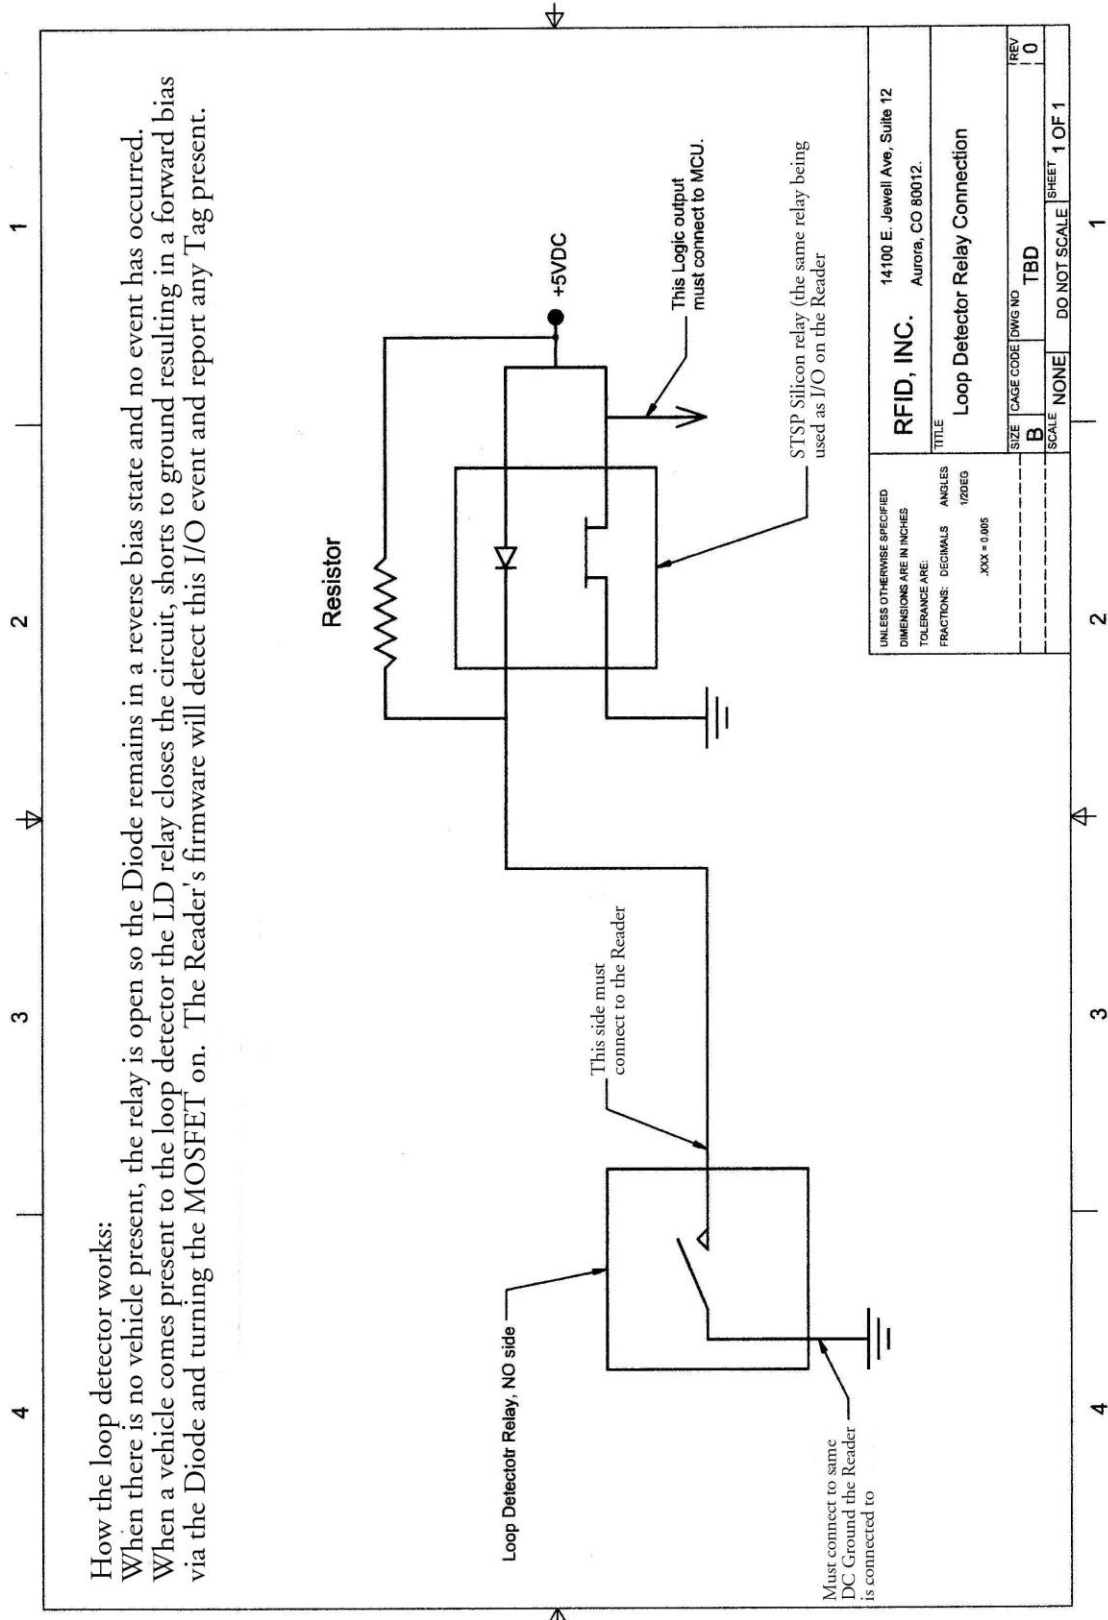 4
3
2
1
How the loop detector works:
When there is no vehicle present, the relay is open so the Diode remains in a reverse bias state and no event has occurred.
When a vehicle comes present to the loop detector the LD relay closes the circuit, shorts to ground resulting in a forward bias
via the Diode and turning the MOSFET on. The Reader's firmware will detect this I/O event and report any Tag present.
Resistor
+5VDC
Loop Detectotr Relay, NO side
This side must
connect to the Reader
This Logic output
must connect to MCU.
STSP Silicon relay (the same relay being
used as I/O on the Reader
Must connect to same
DC Ground the Reader
is connected to
UNLESS OTHERWISE SPECIFIED
DIMENSIONS ARE IN INCHES
TOLERANCE ARE:
FRACTIONS: DECIMALS ANGLES
1/2DEG
.XXX = 0.005
RFID, INC.
14100 E. Jewell Ave, Suite 12
Aurora, CO 80012.
TITLE
Loop Detector Relay Connection
SIZE
B
CAGE CODE
DWG NO
TBD
REV
0
SCALE
NONE
DO NOT SCALE
SHEET
1 OF 1
4
3
2
1